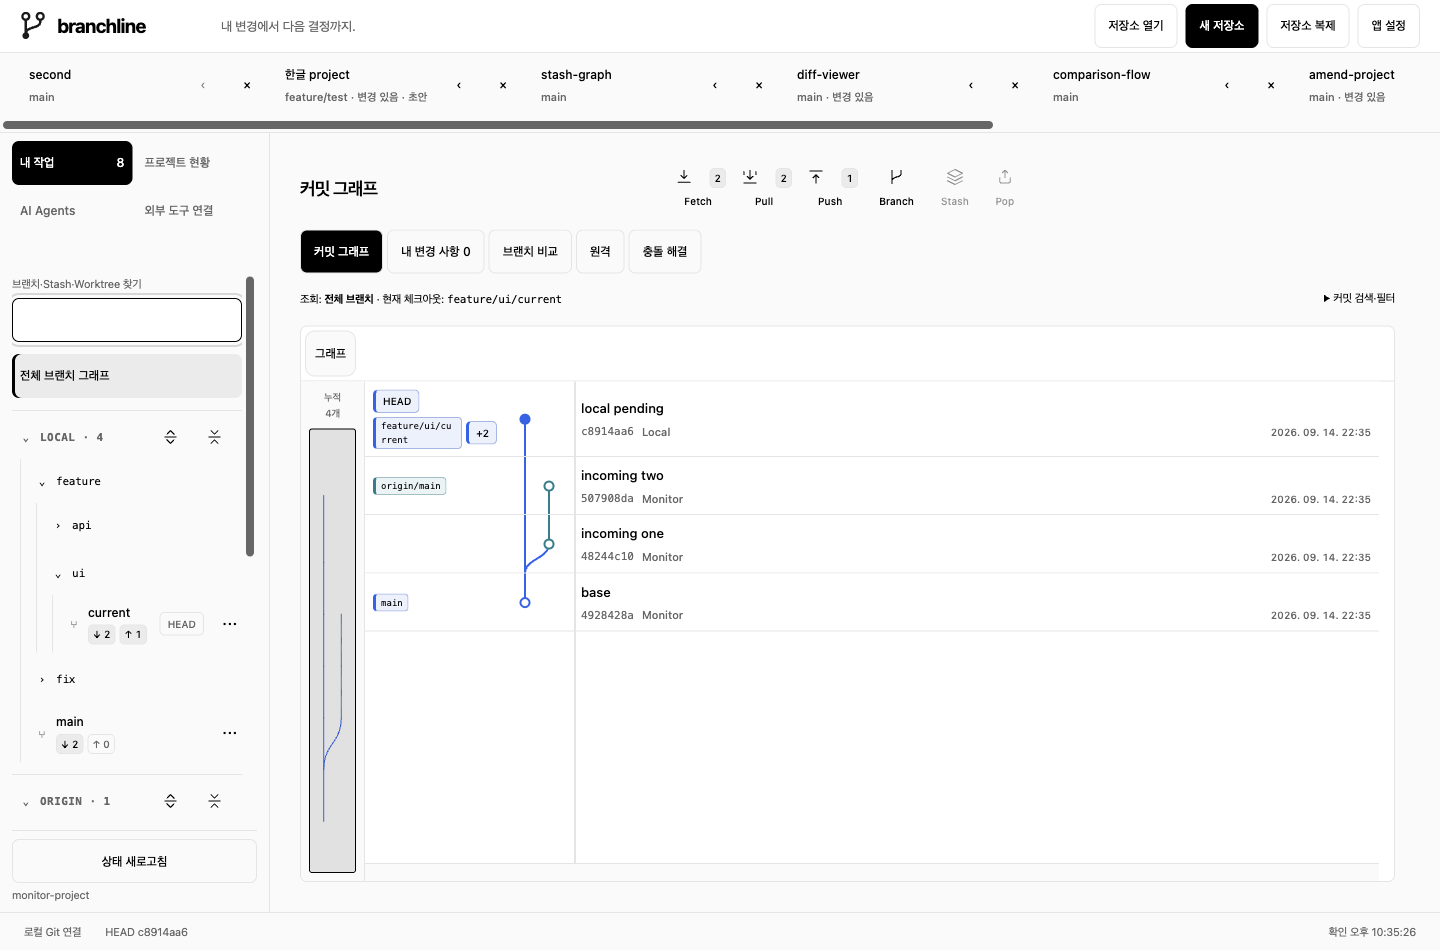 branchline
내 변경에서 다음 결정까지.
저장소 열기
새 저장소
저장소 복제
앱 설정
second
main
한글 project
feature/test · 변경 있음 · 초안
stash-graph
main
diff-viewer
main · 변경 있음
comparison-flow
main
amend-project
main · 변경 있음
내 작업 8
프로젝트 현황
AI Agents
외부 도구 연결
브랜치·Stash·Worktree 찾기
전체 브랜치 그래프
LOCAL · 4
feature
api
ui
current
↓ 2 ↑ 1
HEAD
fix
main
↓ 2 ↑ 0
ORIGIN · 1
상태 새로고침
monitor-project
커밋 그래프
2
Fetch
2
Pull
1
Push
Branch
Stash
Pop
커밋 그래프
내 변경 사항 0
브랜치 비교
원격
충돌 해결
조회: 전체 브랜치 · 현재 체크아웃: feature/ui/current
▶ 커밋 검색·필터
그래프
누적
4개
HEAD
feature/ui/cu
rrent
+2
local pending
c8914aa6 Local
2026. 09. 14. 22:35
origin/main
incoming two
507908da Monitor
2026. 09. 14. 22:35
incoming one
48244c10 Monitor
2026. 09. 14. 22:35
main
base
4928428a Monitor
2026. 09. 14. 22:35
로컬 Git 연결
HEAD c8914aa6
확인 오후 10:35:26